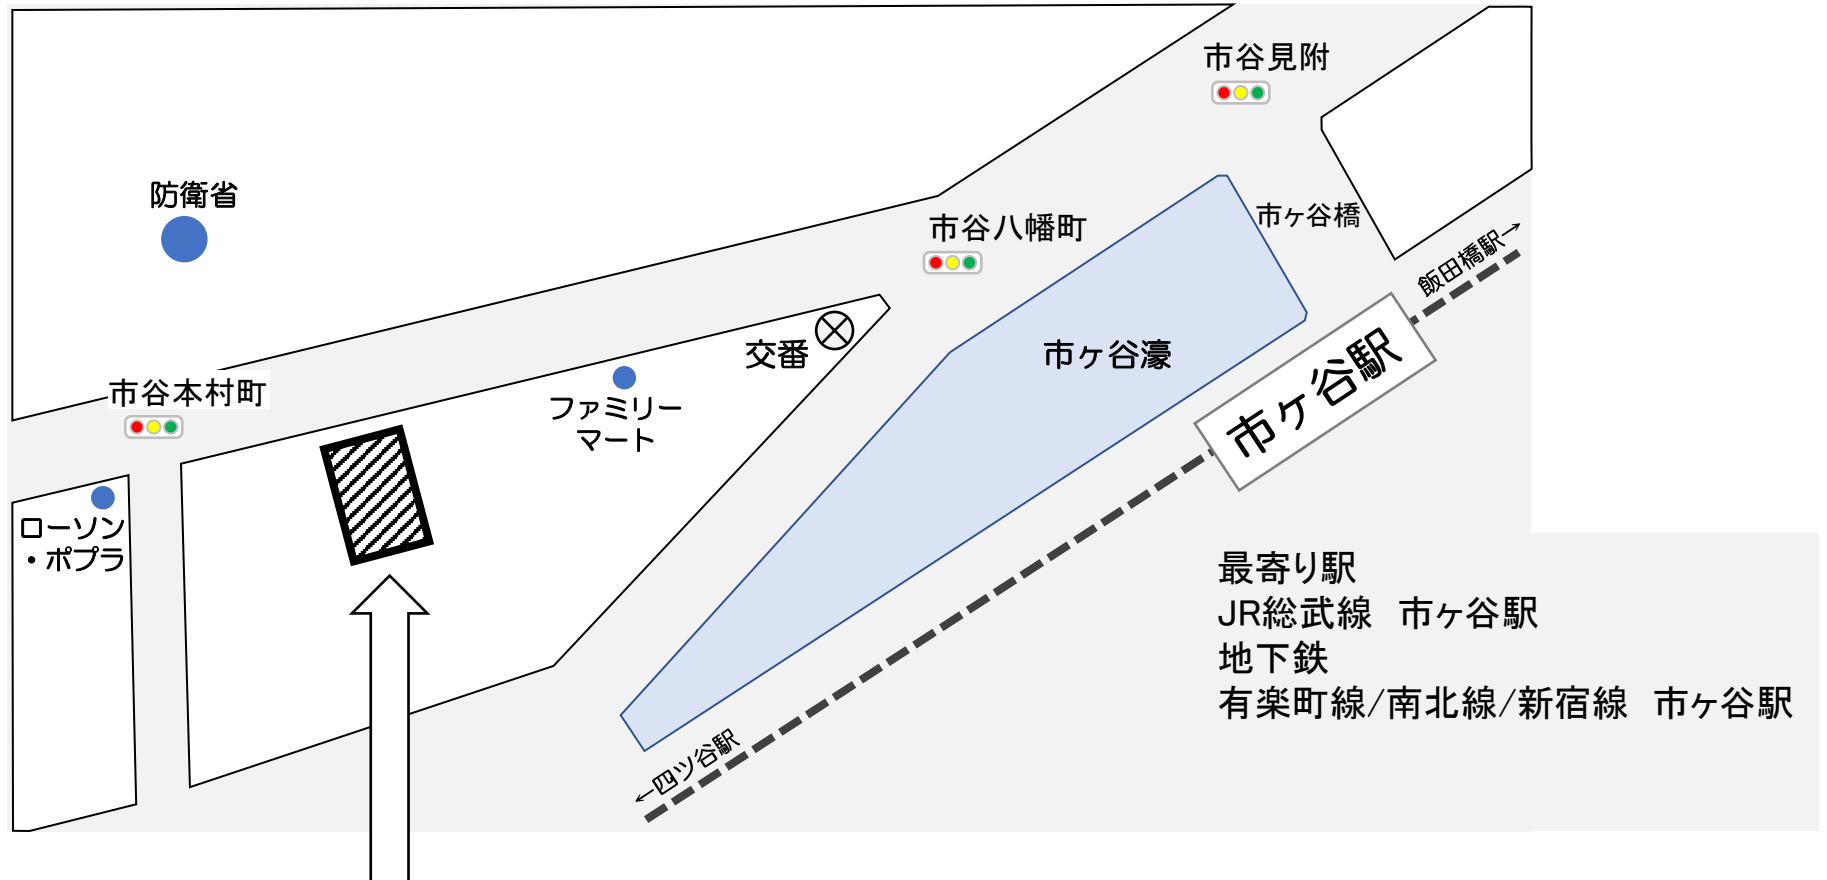 市谷見附
防衛省
市ヶ谷橋
市谷八幡町
飯田橋駅→
交番
市ヶ谷濠
市ヶ谷駅
市谷本村町
ファミリー
マート
ローソン
・ポプラ
最寄り駅
JR総武線　市ヶ谷駅
地下鉄
有楽町線/南北線/新宿線　市ヶ谷駅
←四ツ谷駅